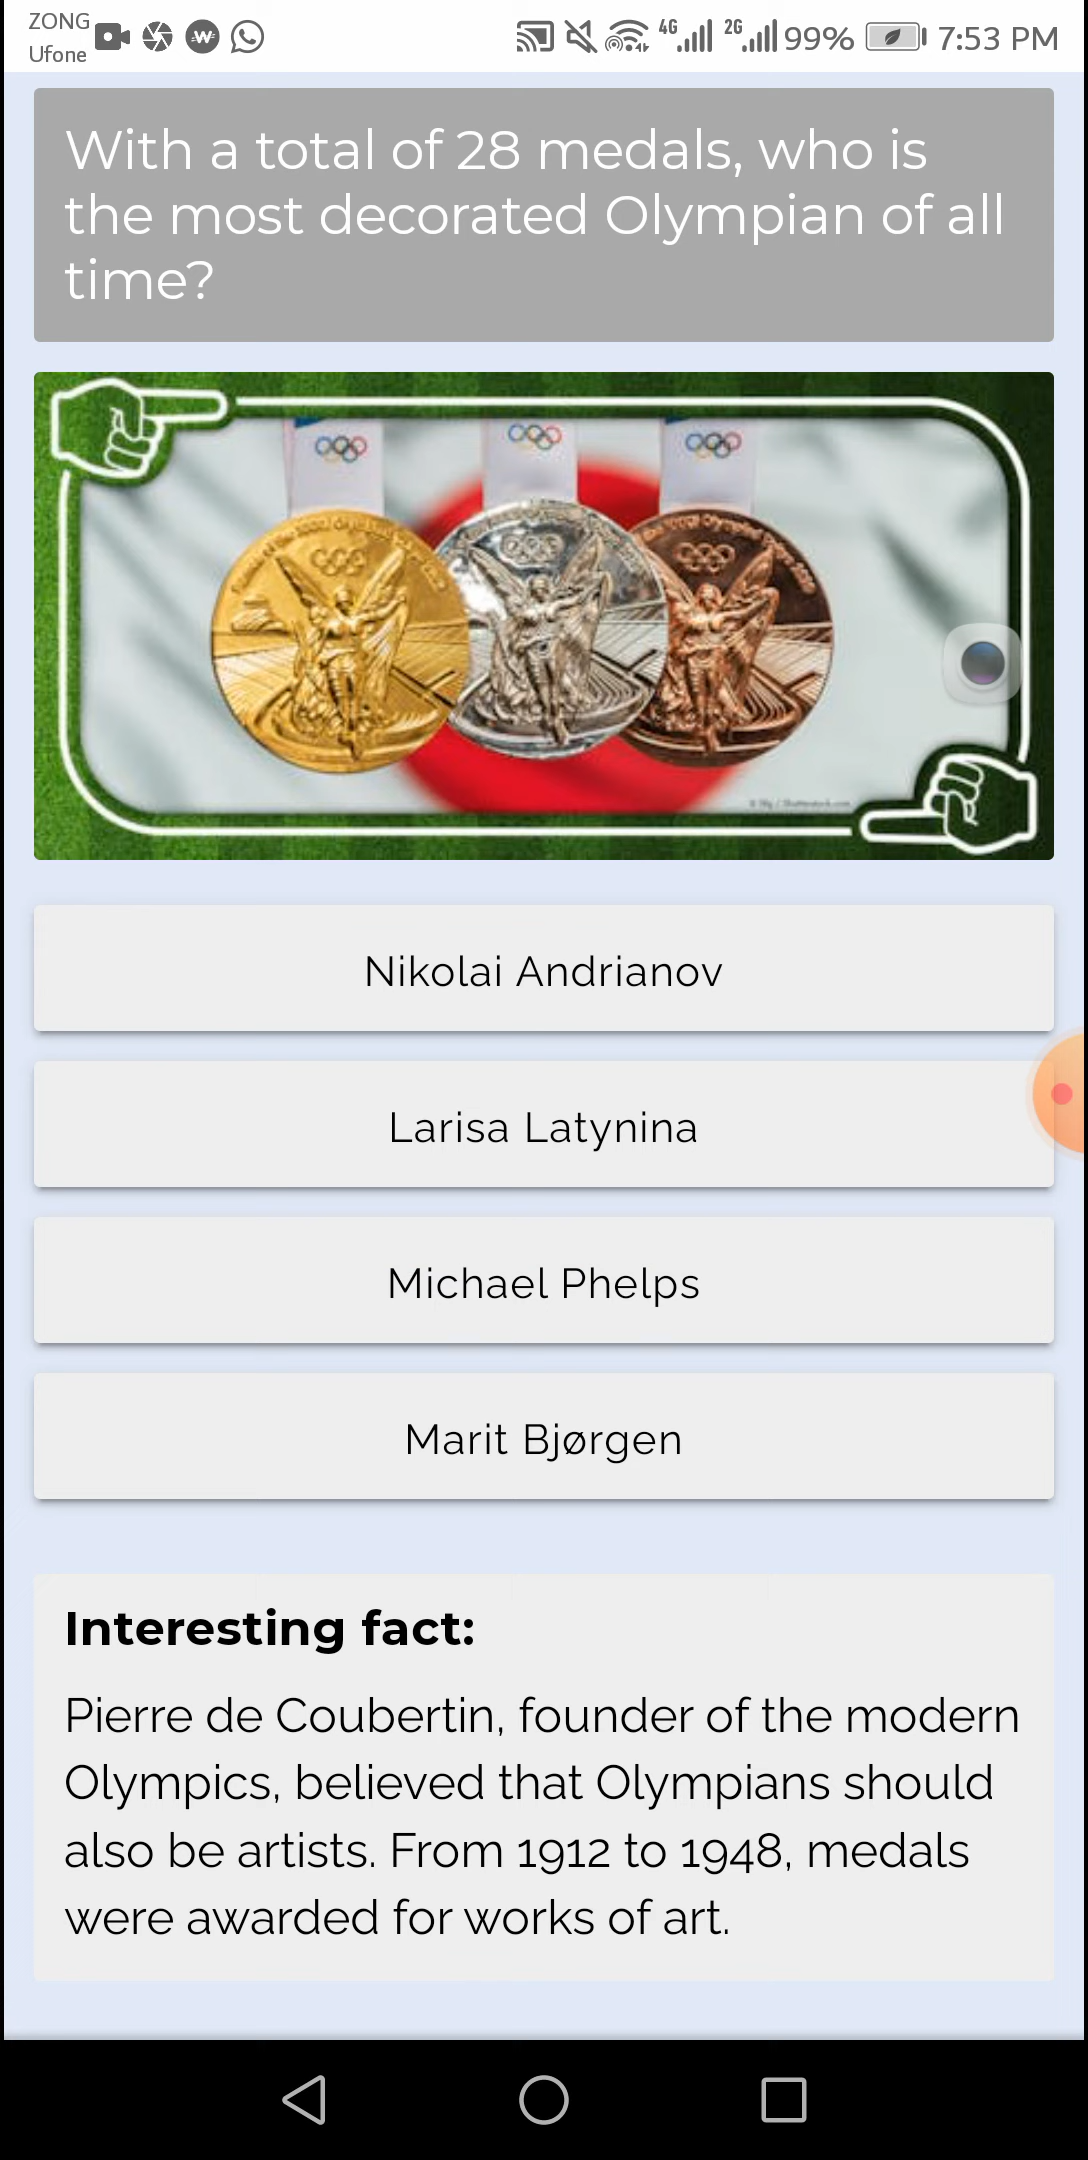 ZONG
Ufone
4G
2G
99%
7:53 PM
With a total of 28 medals, who is
the most decorated Olympian of all
time?
Nikolai Andrianov
Larisa Latynina
Michael Phelps
Marit Bjørgen
Interesting fact:
Pierre de Coubertin, founder of the modern
Olympics, believed that Olympians should
also be artists. From 1912 to 1948, medals
were awarded for works of art.